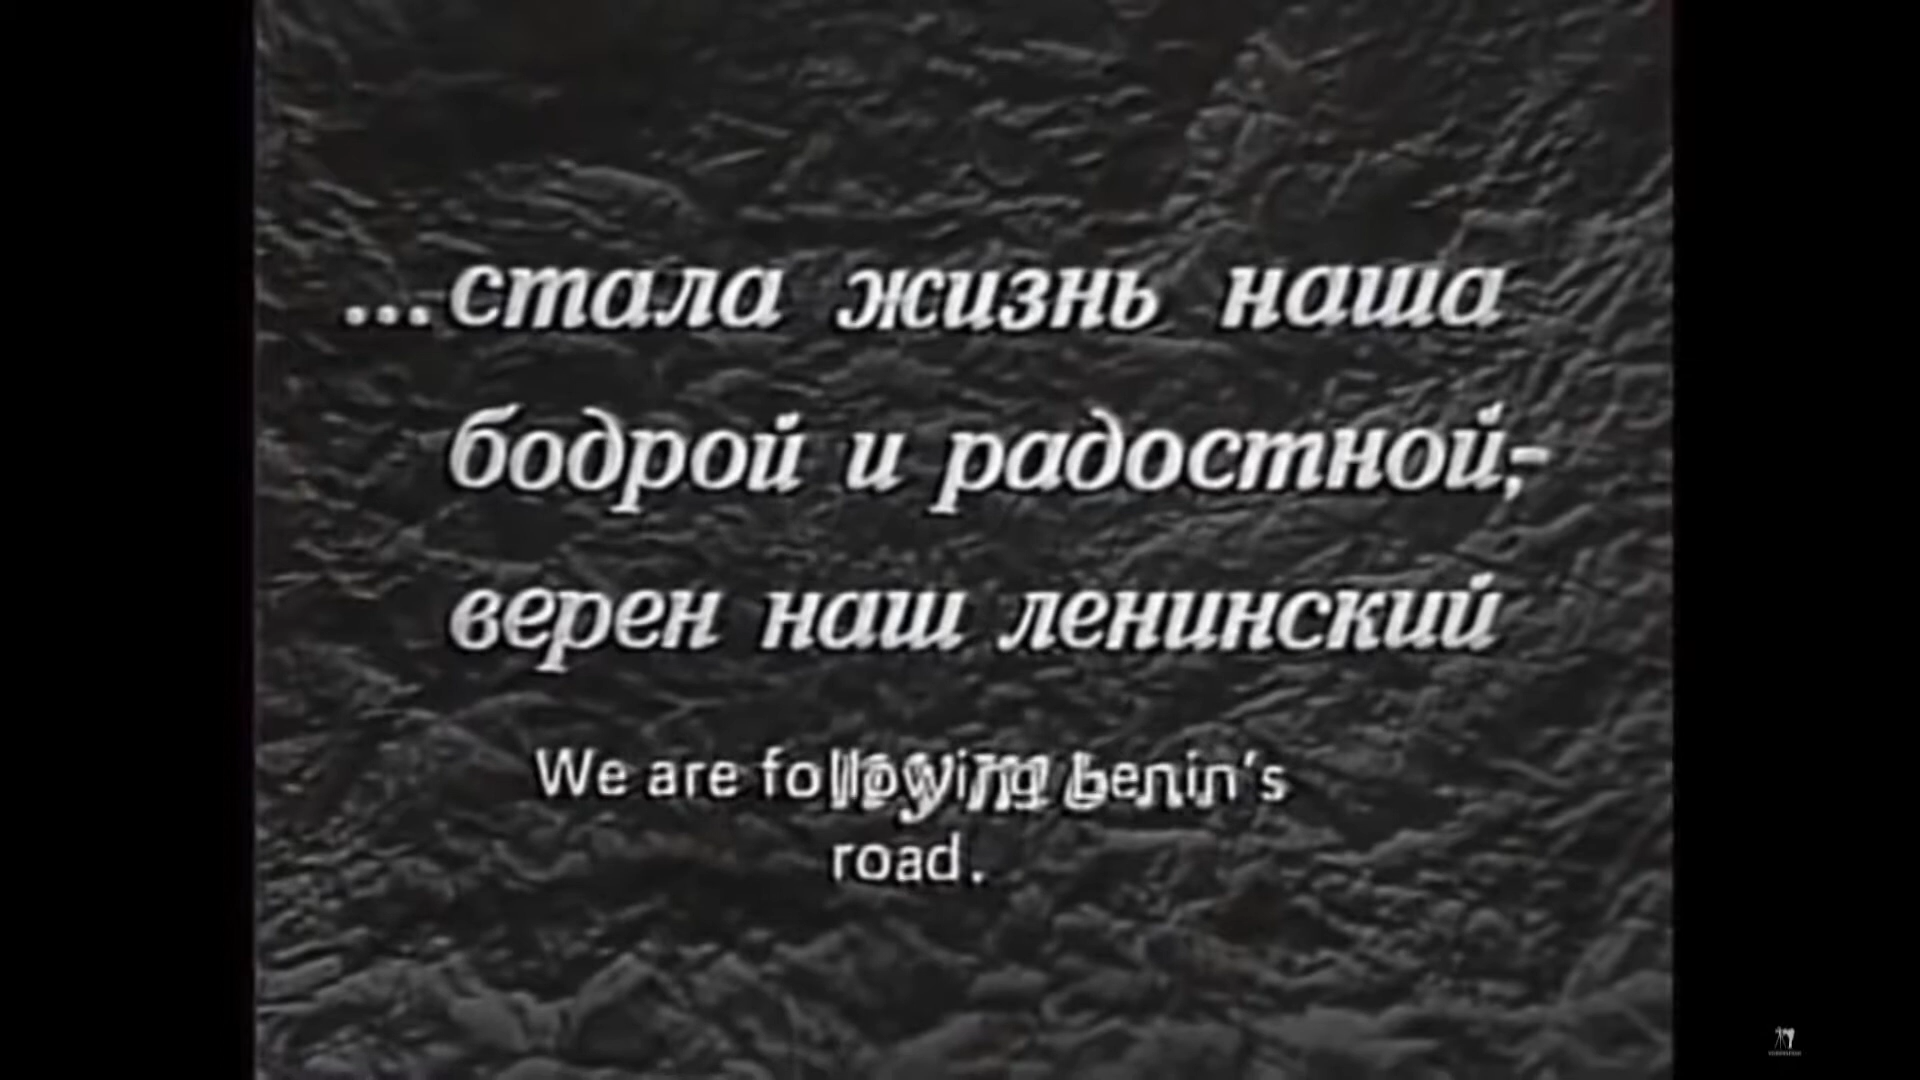 ...стала жизнь наша
бодрой и радостной,-
верен наш ленинский
We are following Lenin's
road.